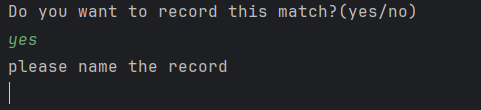 Do you want to record this match?(yes/no)
yes
please name the record